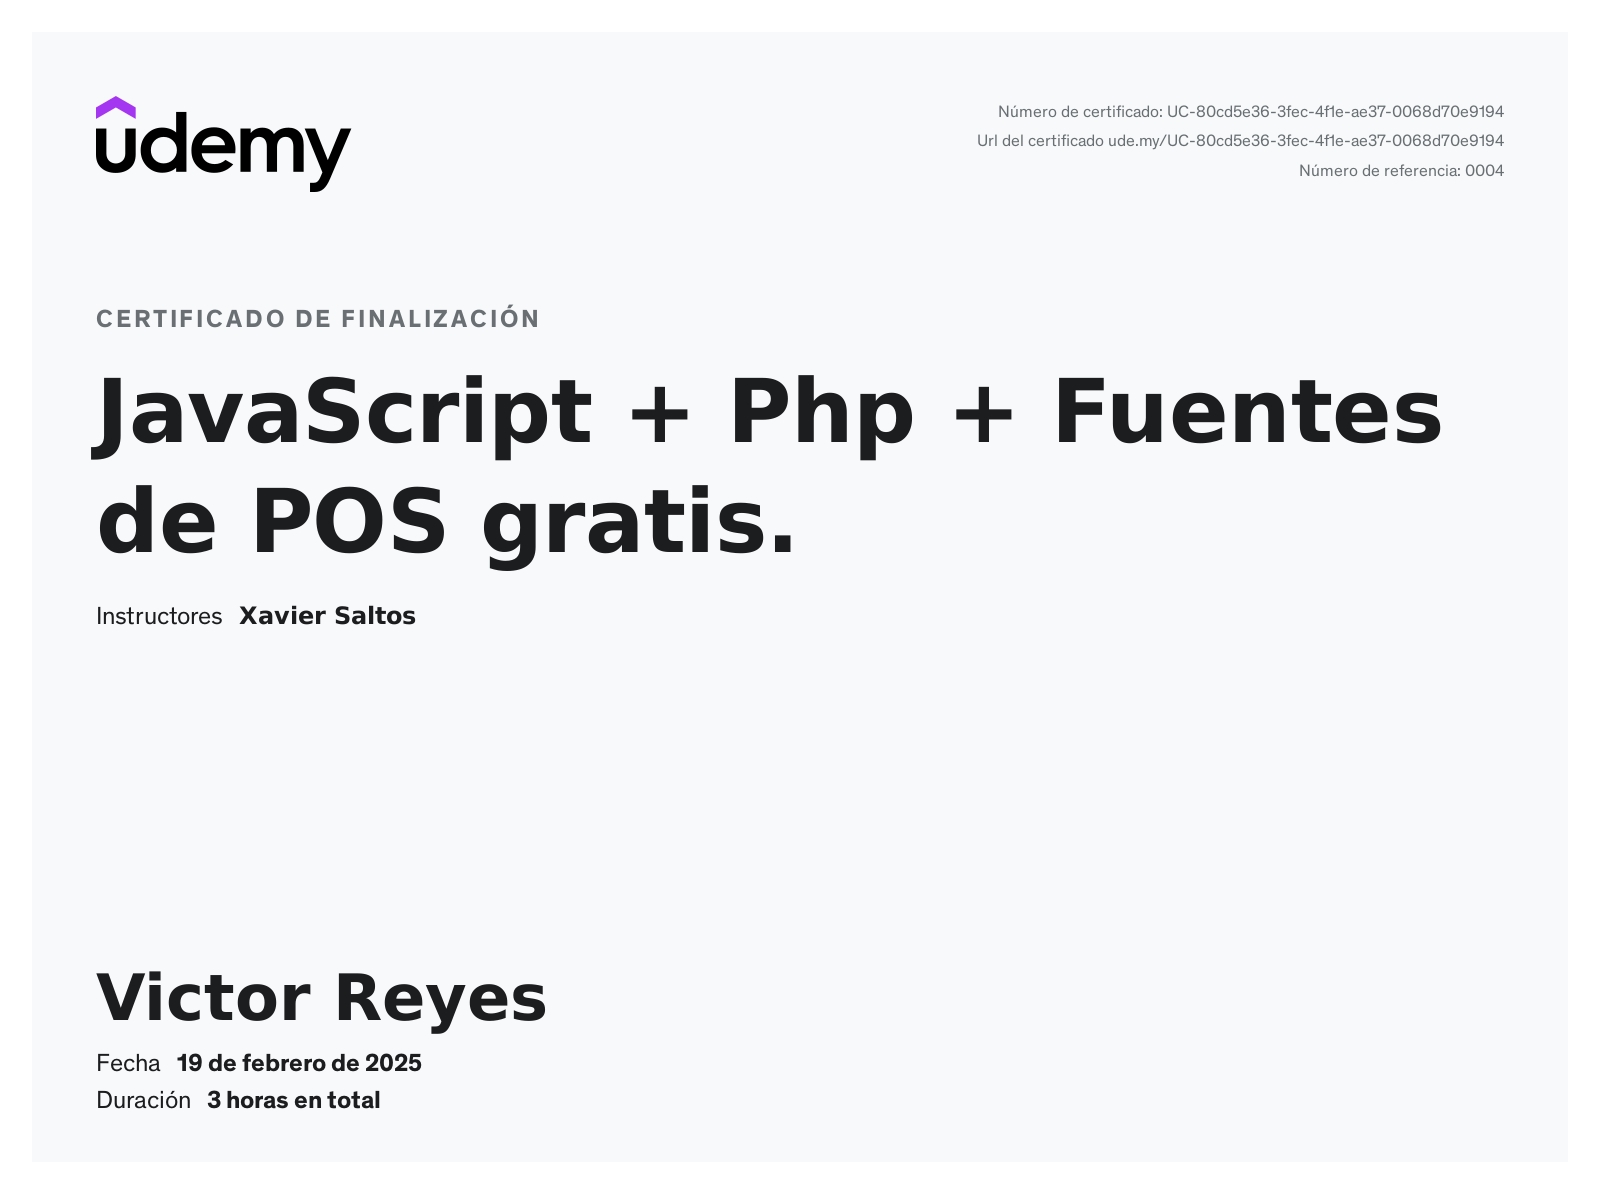 udemy
Número de certificado: UC-80cd5e36-3fec-4f1e-ae37-0068d70e9194
Url del certificado ude.my/UC-80cd5e36-3fec-4f1e-ae37-0068d70e9194
Número de referencia: 0004
CERTIFICADO DE FINALIZACIÓN
JavaScript + Php + Fuentes
de POS gratis.
Instructores Xavier Saltos
Victor Reyes
Fecha 19 de febrero de 2025
Duración 3 horas en total